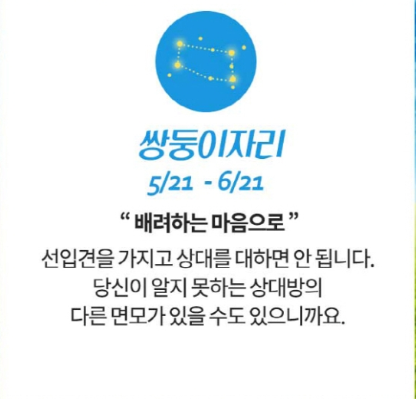 쌍둥이자리
5/21 - 6/21
“ 배려하는 마음으로 ”
선입견을 가지고 상대를 대하면 안 됩니다.
당신이 알지 못하는 상대방의
다른 면모가 있을 수도 있으니까요.